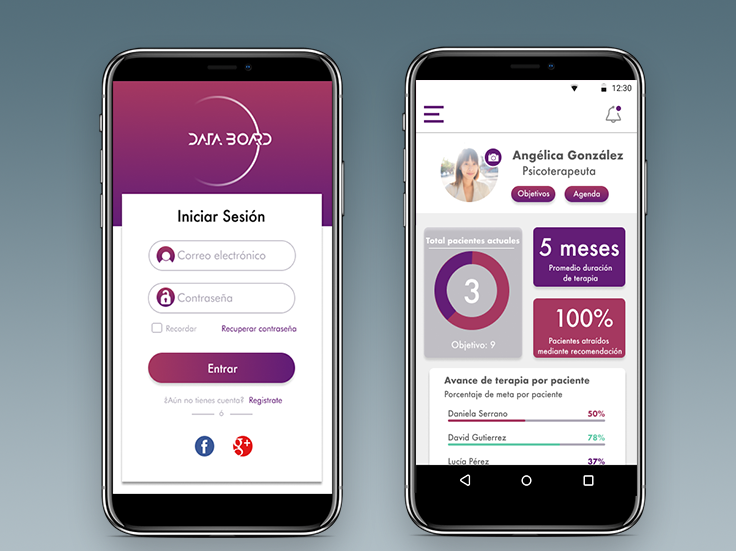 DATA BOARD
Iniciar Sesión
Correo electrónico
Contraseña
Recordar
Recuperar contraseña
Entrar
¿Aún no tienes cuenta? Registrate
ó
12:30
Angélica González
Psicoterapeuta
Objetivos
Agenda
Total pacientes actuales
3
Objetivo: 9
5 meses
Promedio duración
de terapia
100%
Pacientes atraídos
mediante recomendación
Avance de terapia por paciente
Porcentaje de meta por paciente
Daniela Serrano 50%
David Gutierrez 78%
Lucía Pérez 37%